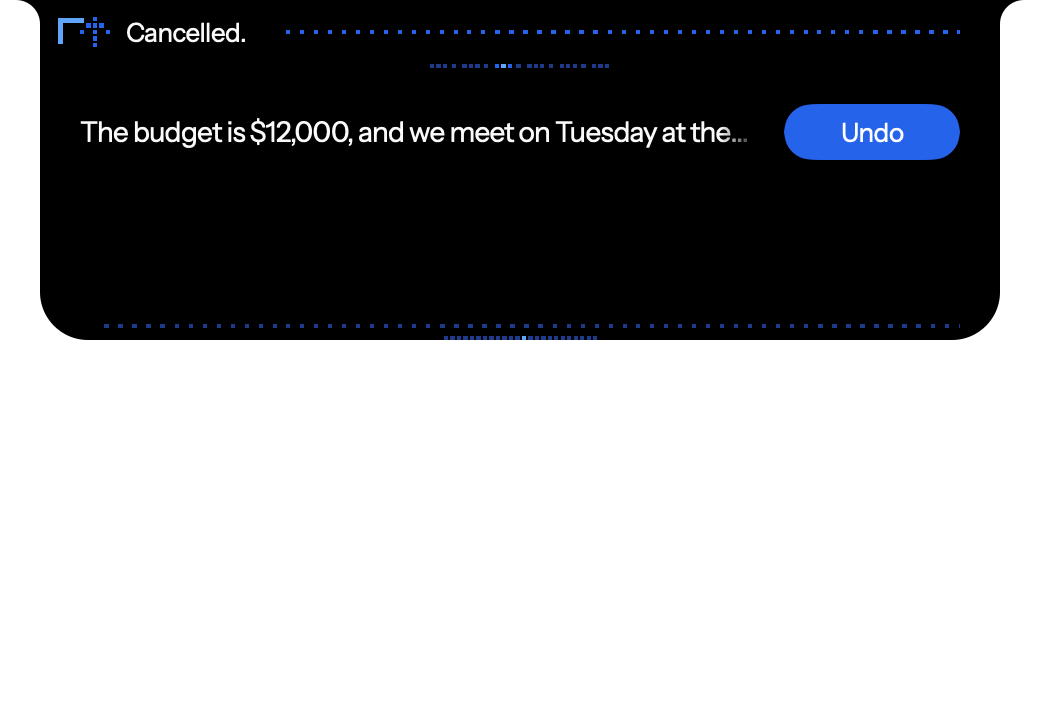 Cancelled.
The budget is $12,000, and we meet on Tuesday at the...
Undo